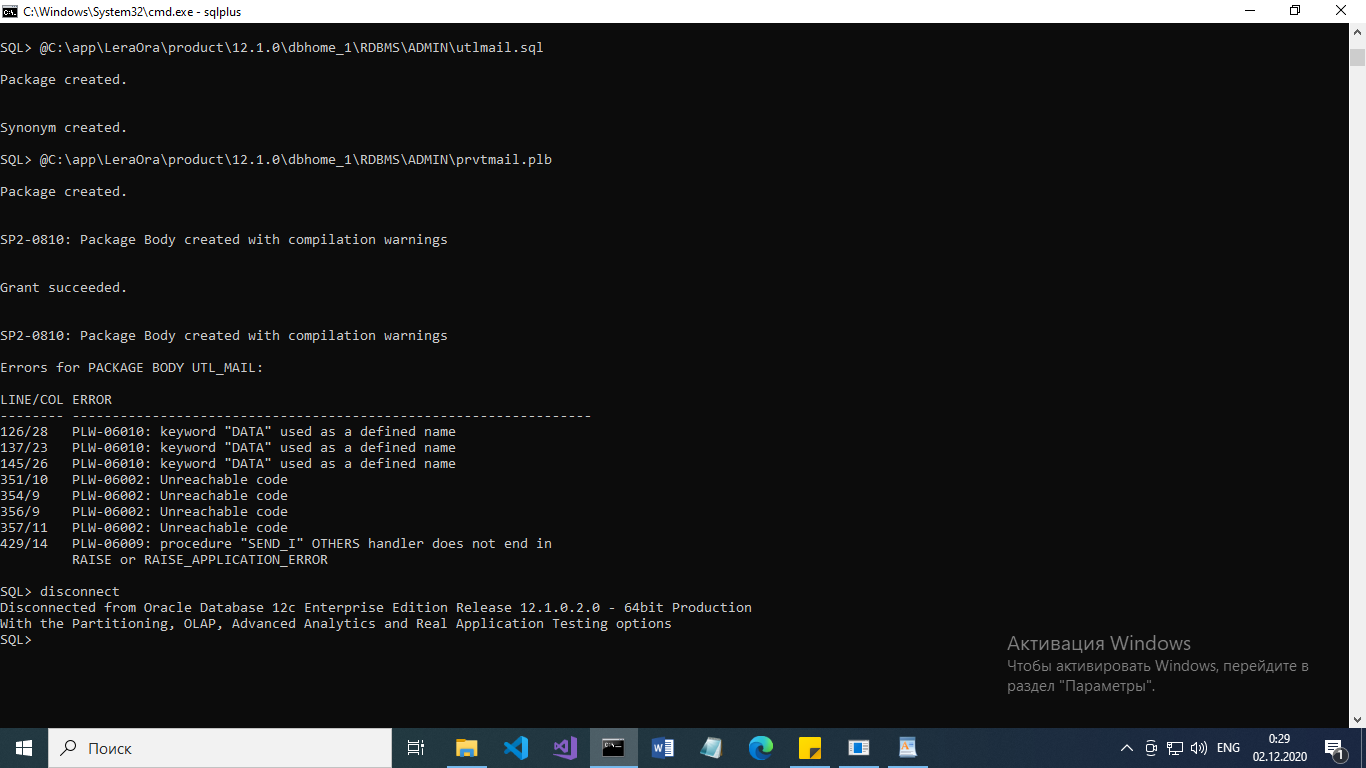 C:\Windows\System32\cmd.exe - sqlplus
SQL> @C:\app\LeraOra\product\12.1.0\dbhome_1\RDBMS\ADMIN\utlmail.sql
Package created.
Synonym created.
SQL> @C:\app\LeraOra\product\12.1.0\dbhome_1\RDBMS\ADMIN\prvtmail.plb
Package created.
SP2-0810: Package Body created with compilation warnings
Grant succeeded.
SP2-0810: Package Body created with compilation warnings
Errors for PACKAGE BODY UTL_MAIL:
LINE/COL ERROR
-------- -----------------------------------------------------------------
126/28   PLW-06010: keyword "DATA" used as a defined name
137/23   PLW-06010: keyword "DATA" used as a defined name
145/26   PLW-06010: keyword "DATA" used as a defined name
351/10   PLW-06002: Unreachable code
354/9    PLW-06002: Unreachable code
356/9    PLW-06002: Unreachable code
357/11   PLW-06002: Unreachable code
429/14   PLW-06009: procedure "SEND_I" OTHERS handler does not end in
         RAISE or RAISE_APPLICATION_ERROR
SQL> disconnect
Disconnected from Oracle Database 12c Enterprise Edition Release 12.1.0.2.0 - 64bit Production
With the Partitioning, OLAP, Advanced Analytics and Real Application Testing options
SQL>
Активация Windows
Чтобы активировать Windows, перейдите в
раздел "Параметры".
Поиск
ENG
0:29
02.12.2020
1